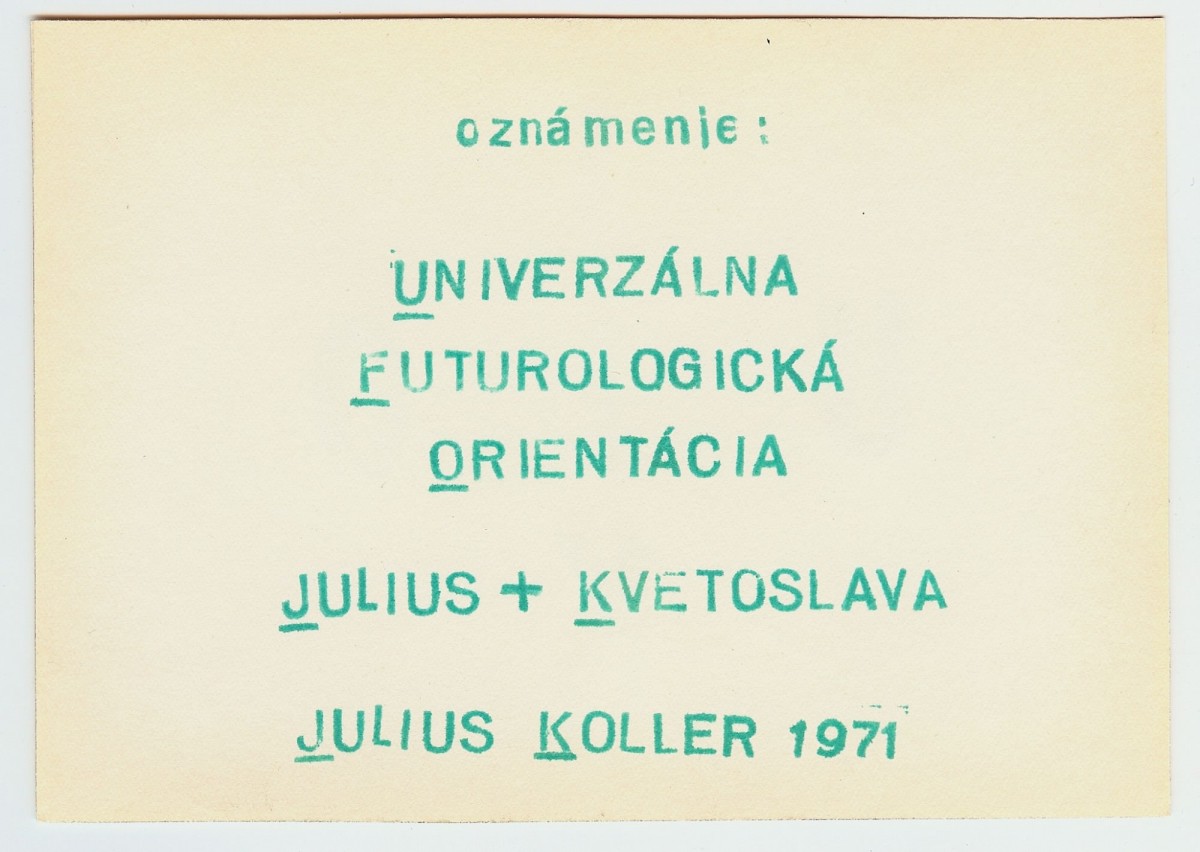 oznámenie:
UNIVERZÁLNA
FUTUROLOGICKÁ
ORIENTÁCIA
JULIUS + KVETOSLAVA
JULIUS KOLLER 1971